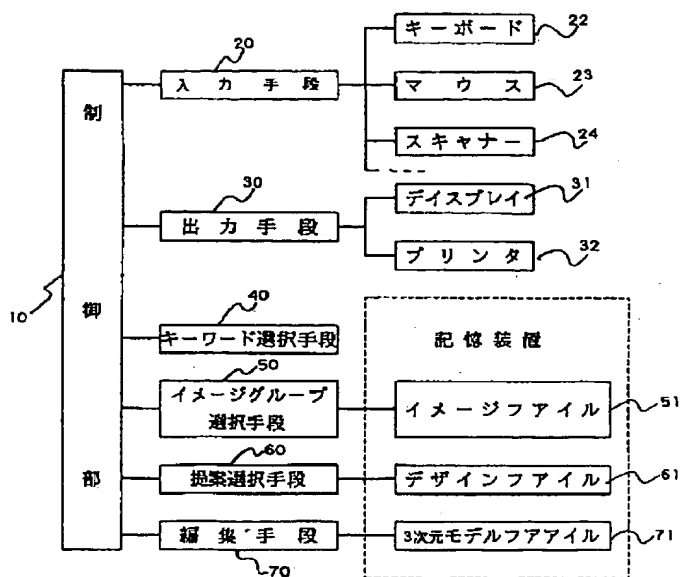 10
制御部
20
入力手段
キーボード
22
マウス
23
スキャナー
24
30
出力手段
デイスプレイ
31
プリンタ
32
40
キーワード選択手段
50
イメージグループ
選択手段
60
提案選択手段
編集手段
70
記憶装置
イメージフアイル
51
デザインフアイル
61
3次元モデルフアアイル
71